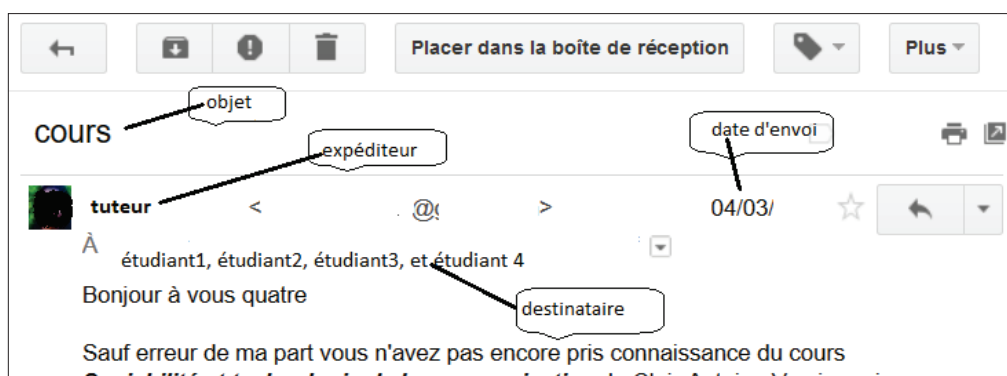 Placer dans la boîte de réception Plus
objet
cours
date d'envoi
expéditeur
tuteur < @ > 04/03/
À
étudiant1, étudiant2, étudiant3, et étudiant 4
Bonjour à vous quatre
destinataire
Sauf erreur de ma part vous n'avez pas encore pris connaissance du cours